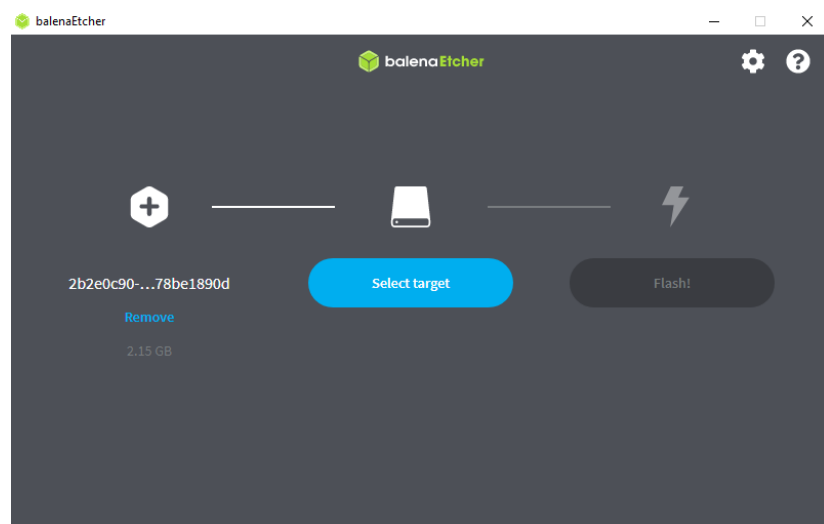 balenaEtcher
balenaEtcher
2b2e0c90-...78be1890d
Select target
Flash!
Remove
2.15 GB